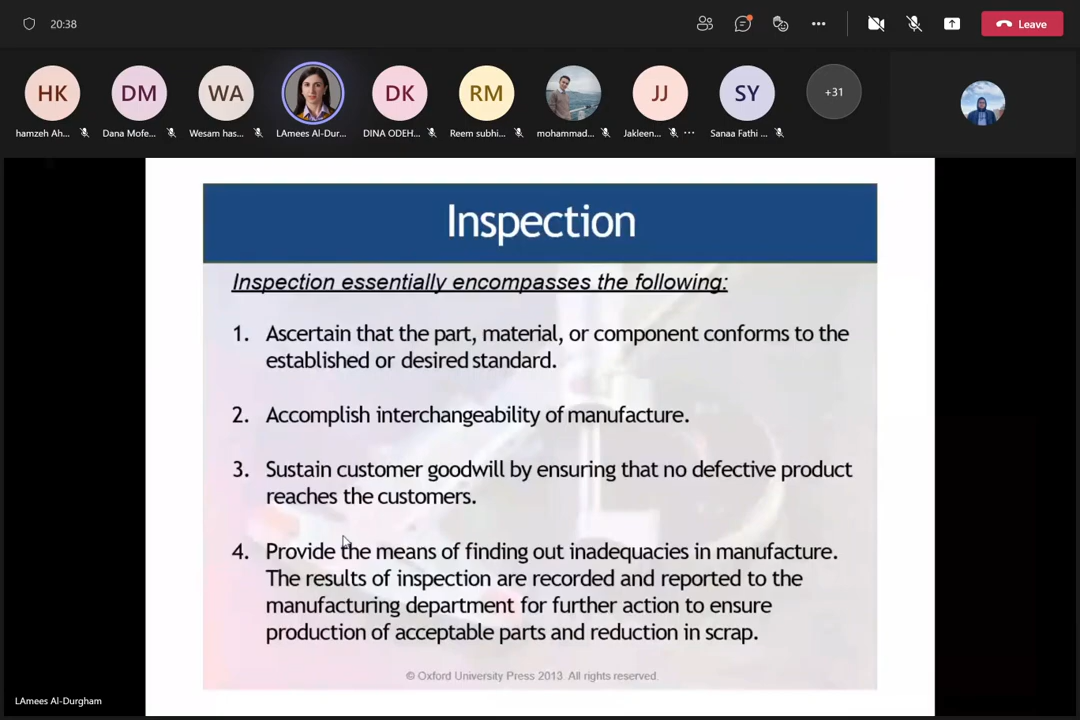 20:38
Leave
HK
DM
WA
DK
RM
JJ
SY
+31
hamzeh Ah...
Dana Mofe...
Wesam has...
LAmees Al-Dur...
DINA ODEH...
Reem subhi...
mohammad...
Jakleen...
Sanaa Fathi ...
Inspection
Inspection essentially encompasses the following:
1. Ascertain that the part, material, or component conforms to the
established or desired standard.
2. Accomplish interchangeability of manufacture.
3. Sustain customer goodwill by ensuring that no defective product
reaches the customers.
4. Provide the means of finding out inadequacies in manufacture.
The results of inspection are recorded and reported to the
manufacturing department for further action to ensure
production of acceptable parts and reduction in scrap.
© Oxford University Press 2013 All rights reserved.
LAmees Al-Durgham